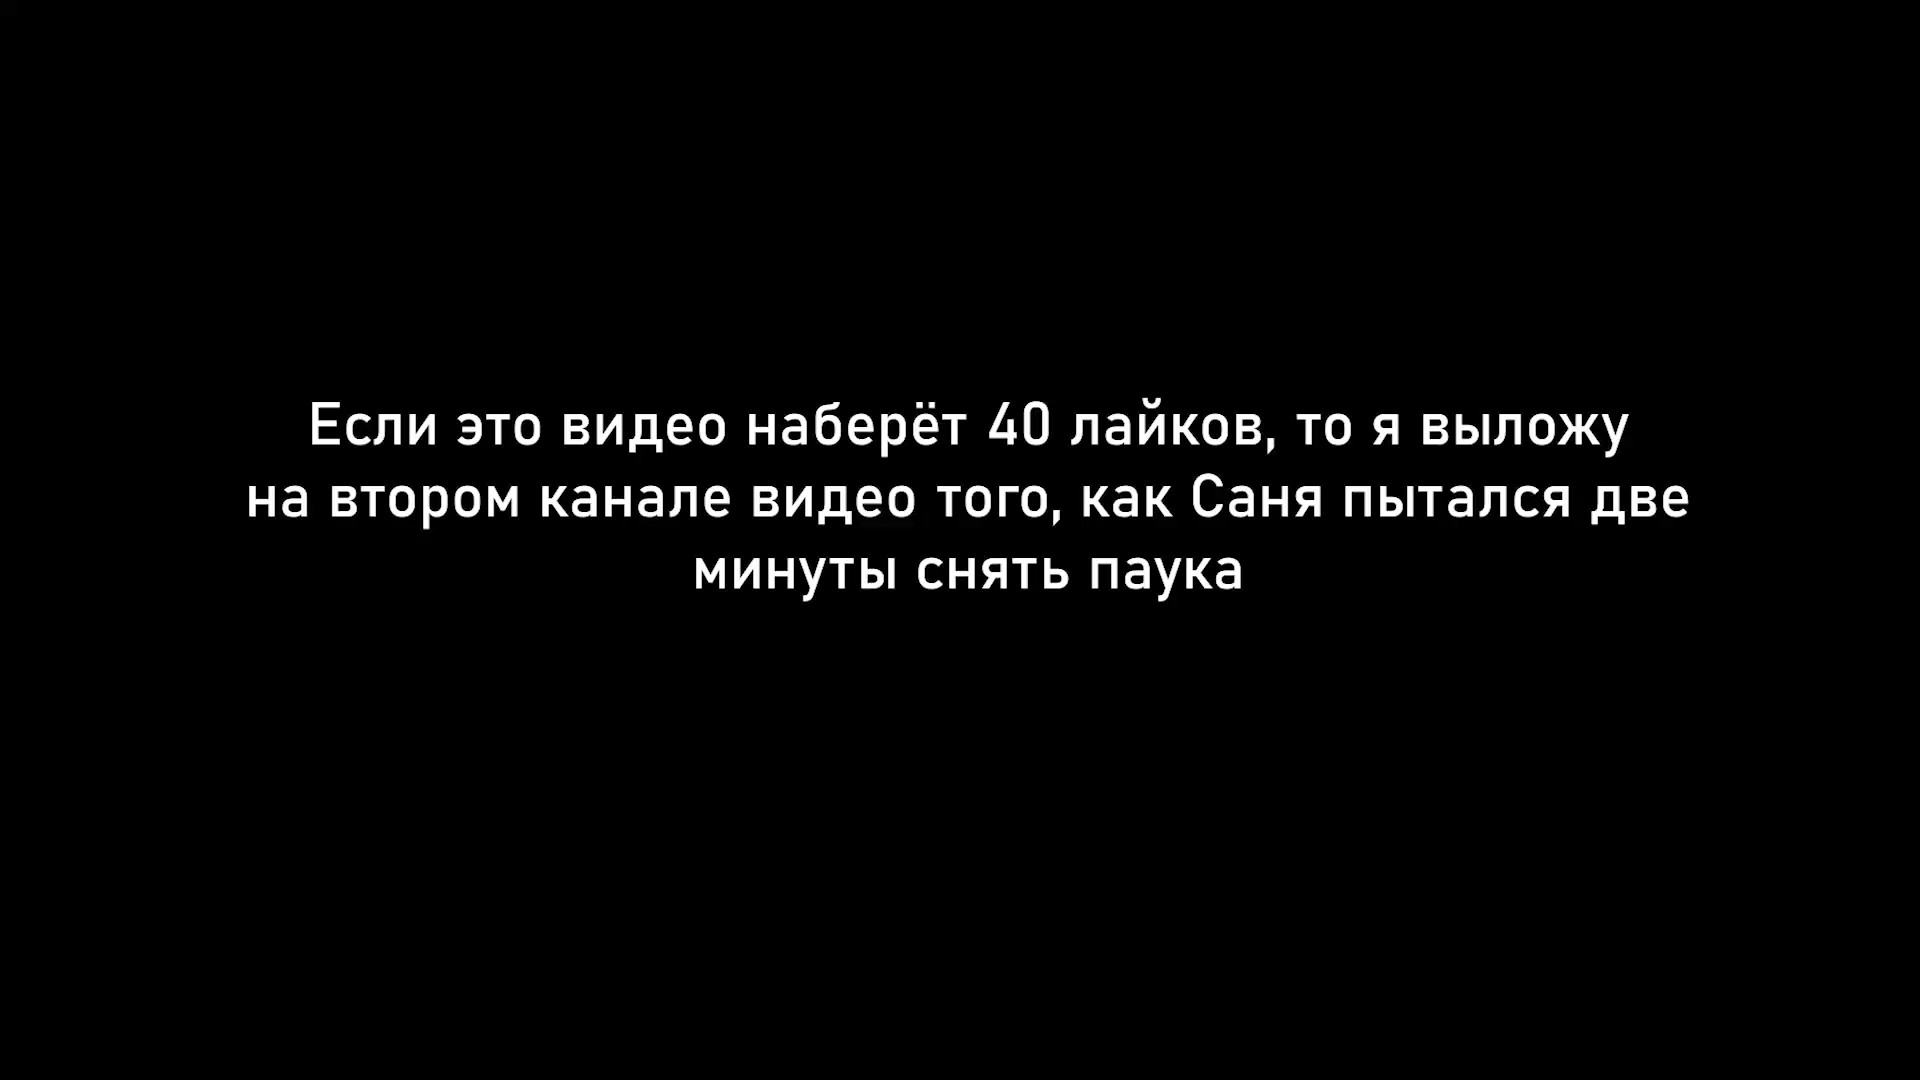 Если это видео наберёт 40 лайков, то я выложу
на втором канале видео того, как Саня пытался две
минуты снять паука